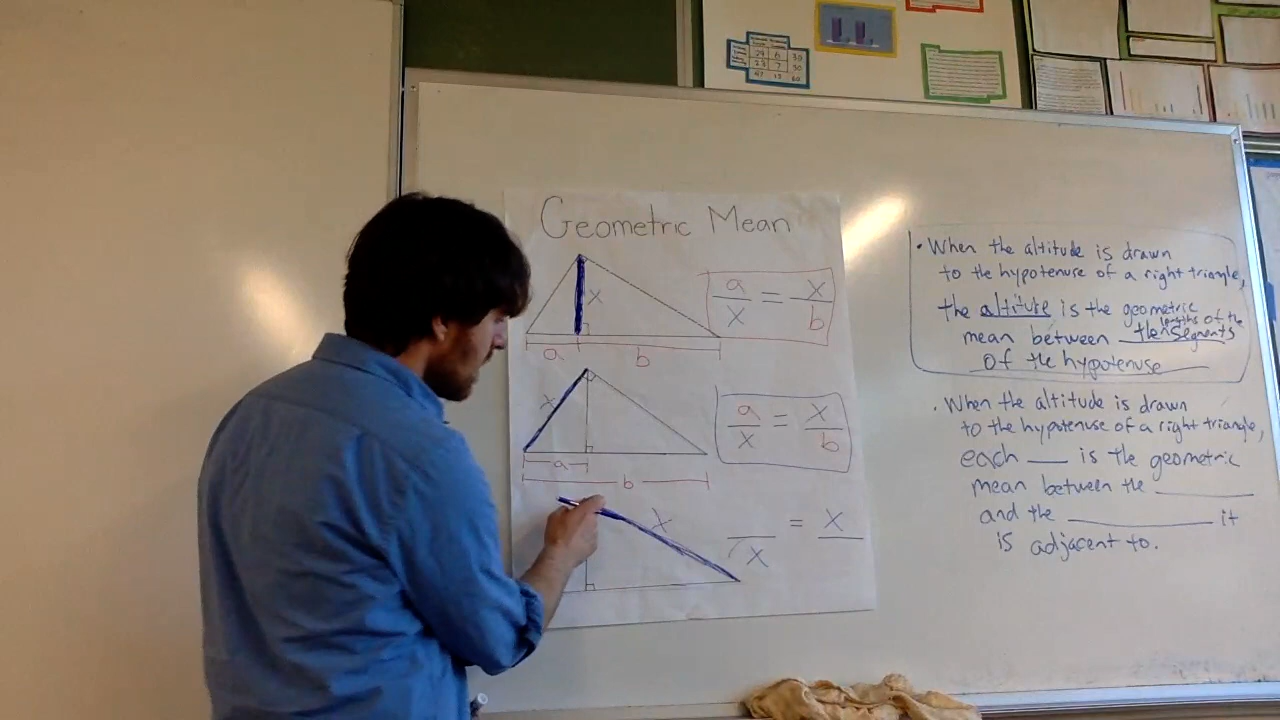 Geometric Mean
x
a
b
a = x
x b
x
a
b
a = x
x b
x
= x
x
• When the altitude is drawn
to the hypotenuse of a right triangle,
the altitude is the geometric
mean between the lengths of the segments
of the hypotenuse
• When the altitude is drawn
to the hypotenuse of a right triangle,
each ___ is the geometric
mean between the ___
and the ___ it
is adjacent to.